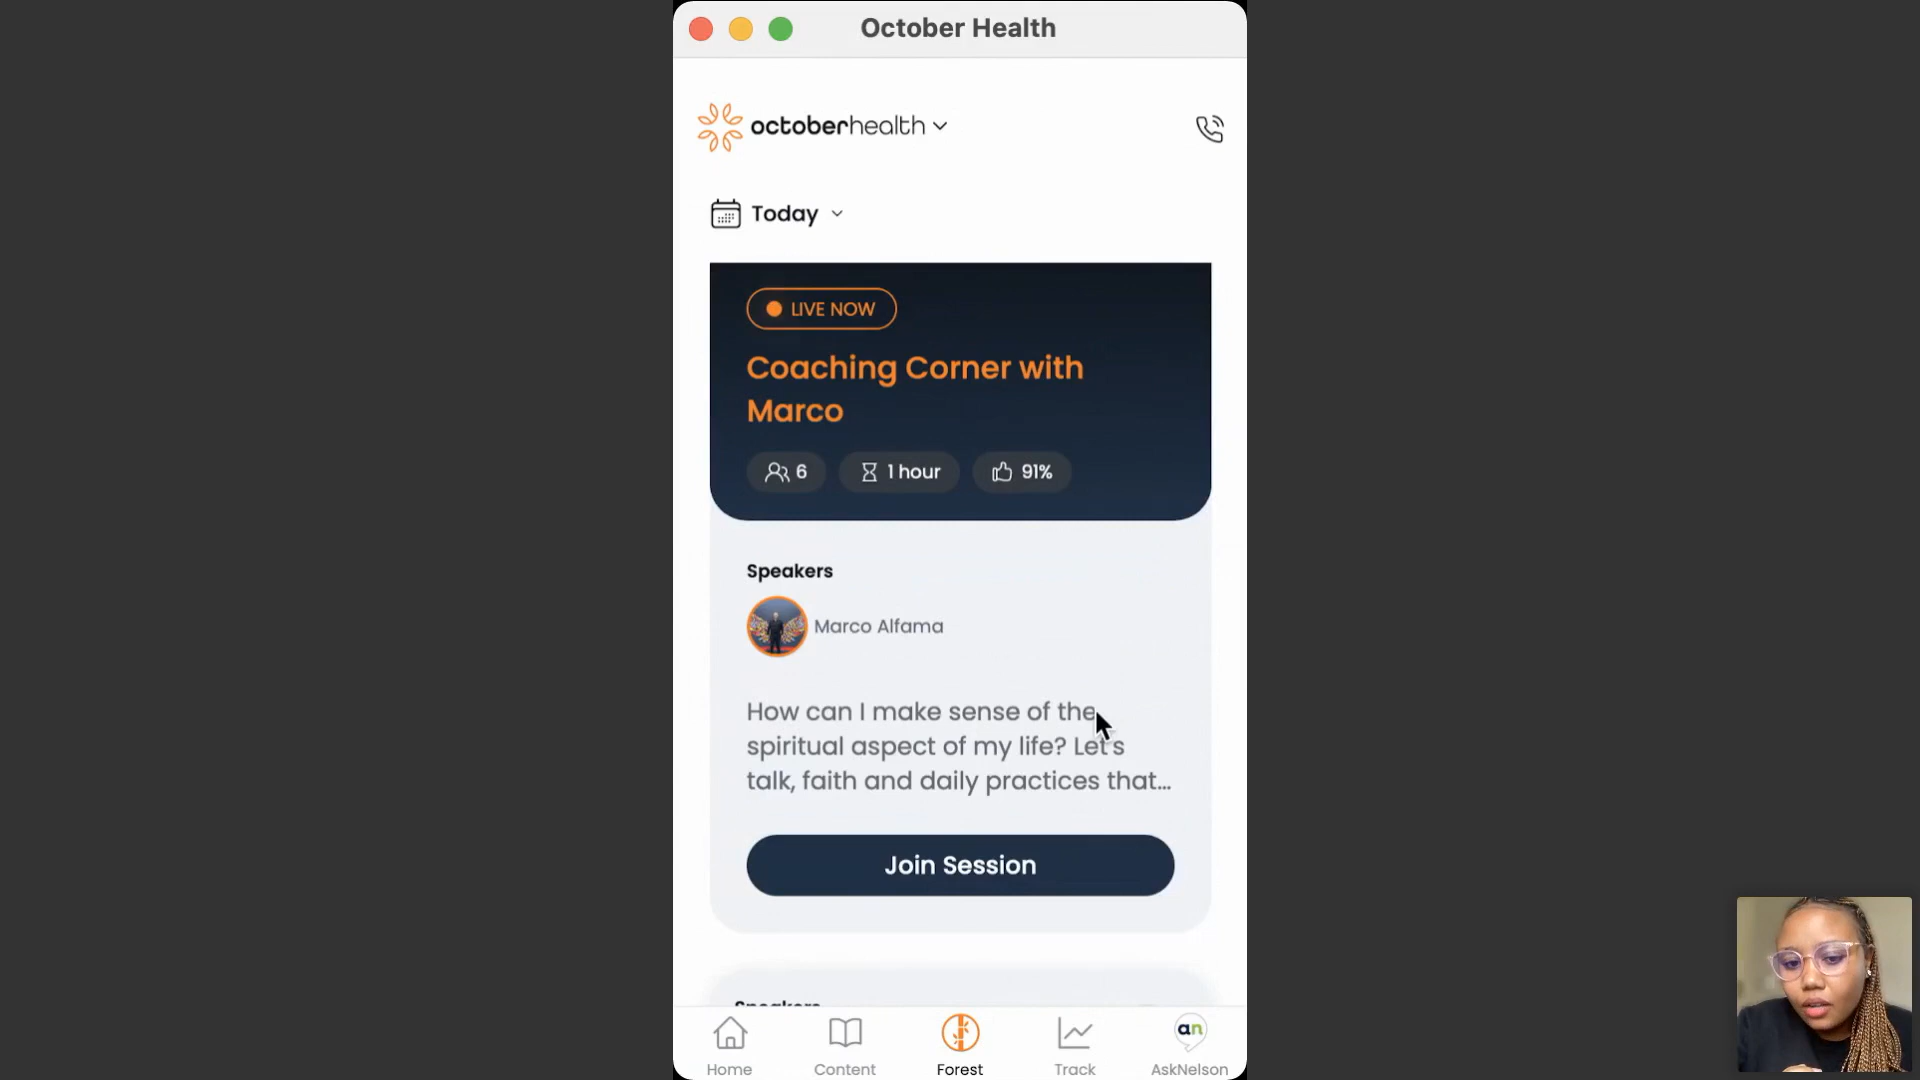 October Health
octoberhealth
Today
LIVE NOW
Coaching Corner with
Marco
6
1 hour
91%
Speakers
Marco Alfama
How can I make sense of the
spiritual aspect of my life? Let's
talk, faith and daily practices that...
Join Session
Speakers
an
Home
Content
Forest
Track
AskNelson